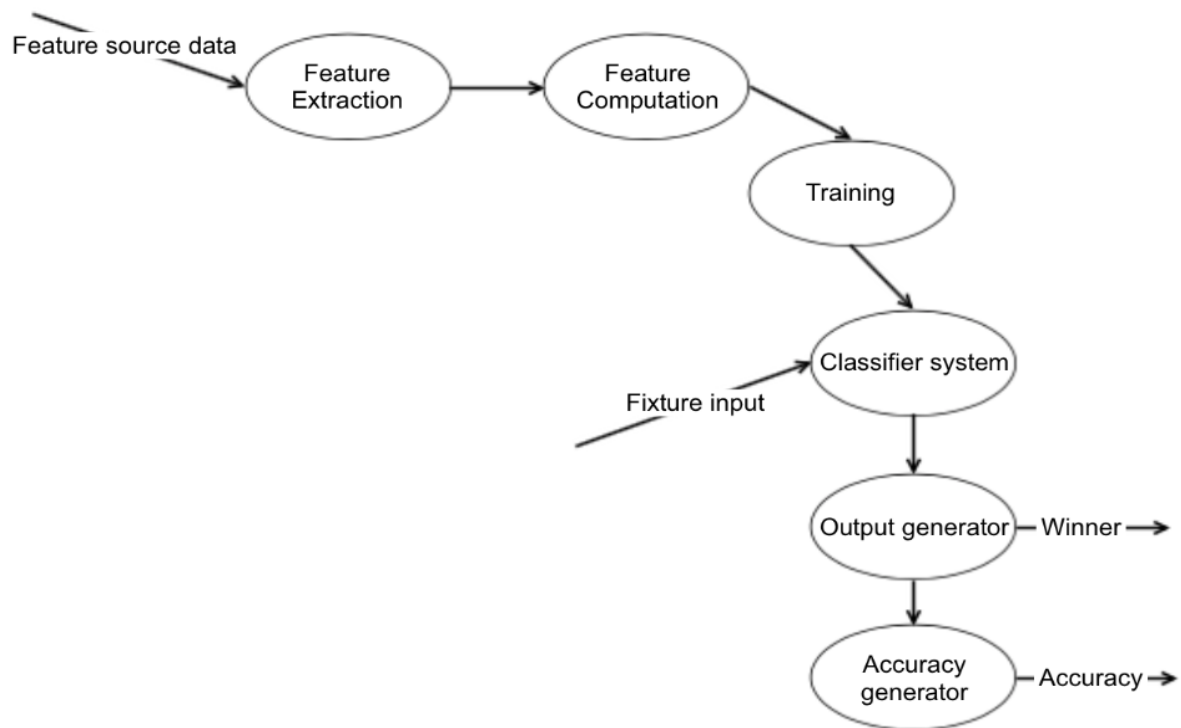 Feature source data
Feature
Extraction
Feature
Computation
Training
Classifier system
Fixture input
Output generator
Winner
Accuracy
generator
Accuracy